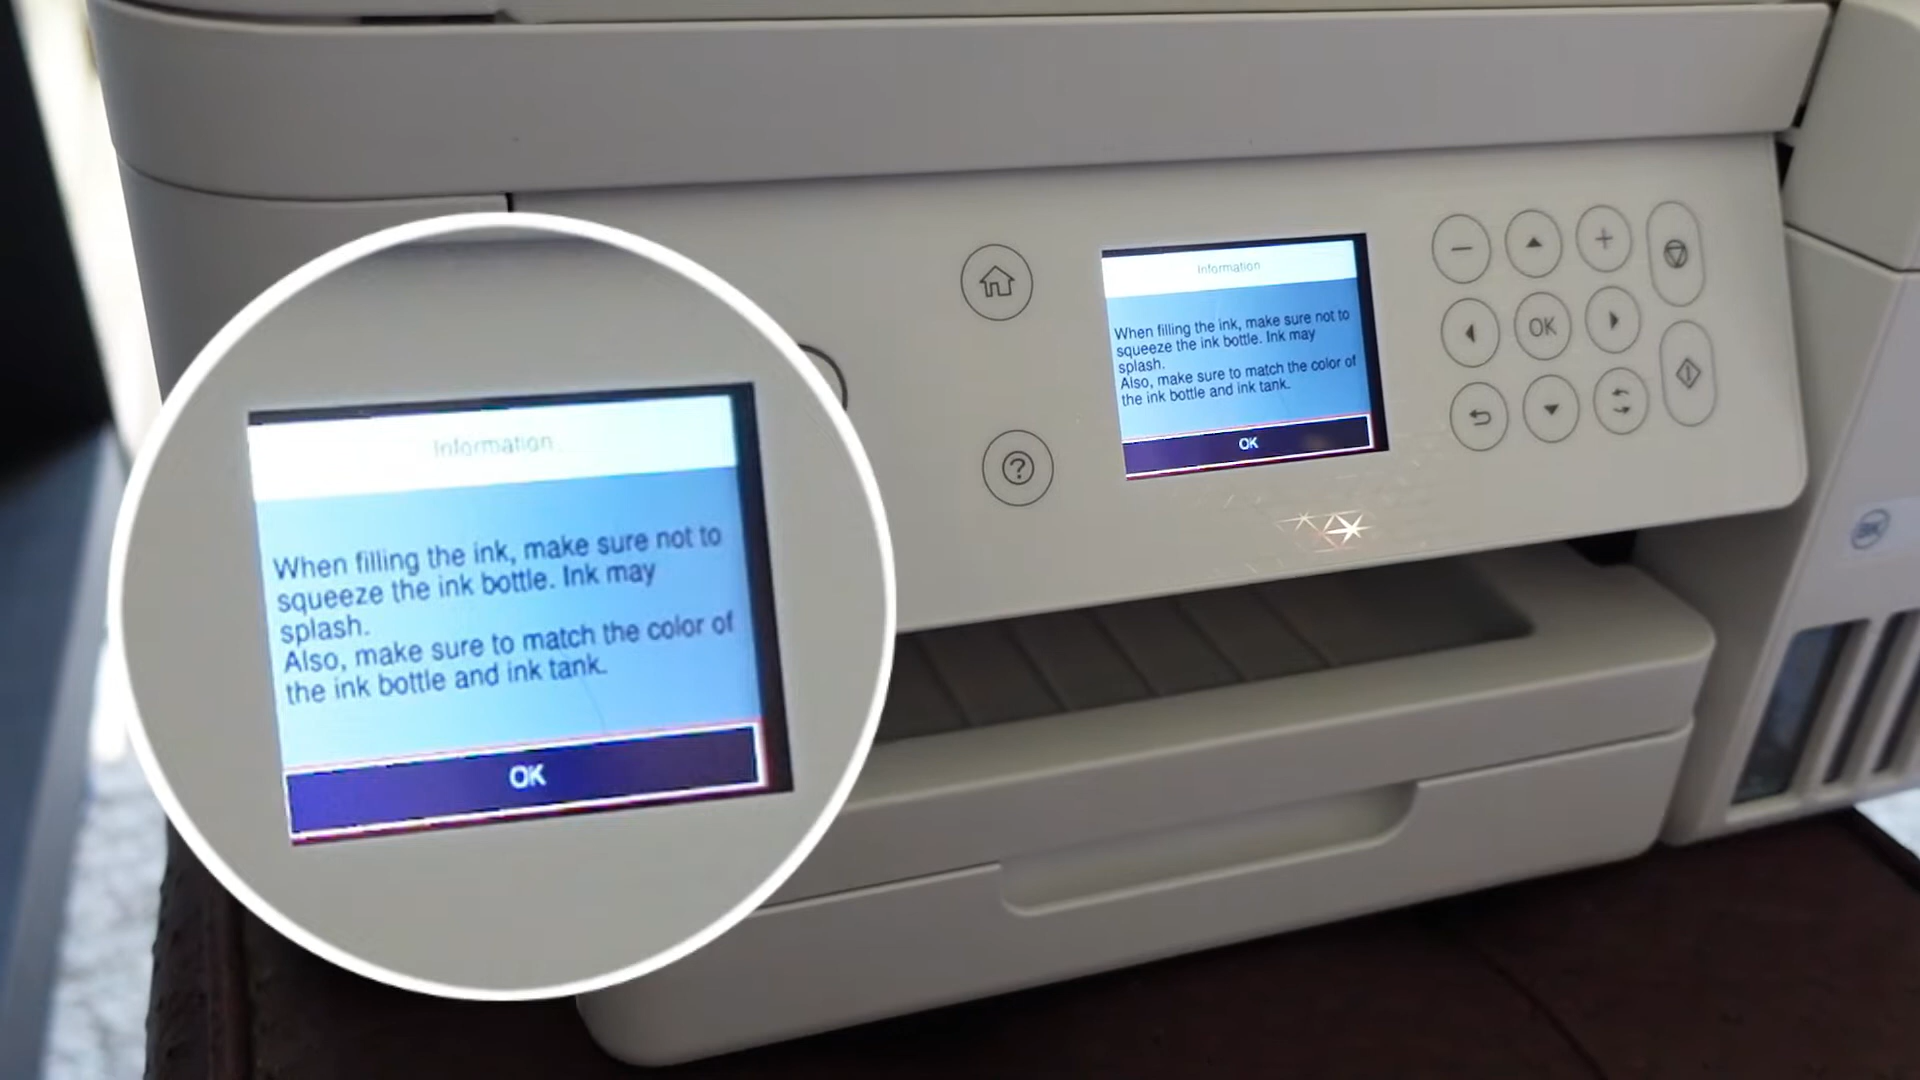 Information
When filling the ink, make sure not to
squeeze the ink bottle. Ink may
splash.
Also, make sure to match the color of
the ink bottle and ink tank.
OK
Information
When filling the ink, make sure not to
squeeze the ink bottle. Ink may
splash.
Also, make sure to match the color of
the ink bottle and ink tank.
OK
OK
BK